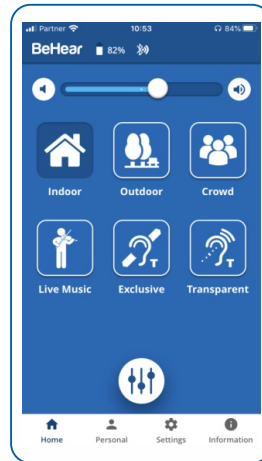 Partner 10:53 84%
BeHear 82%
Indoor Outdoor Crowd
T T
Live Music Exclusive Transparent
Home Personal Settings Information